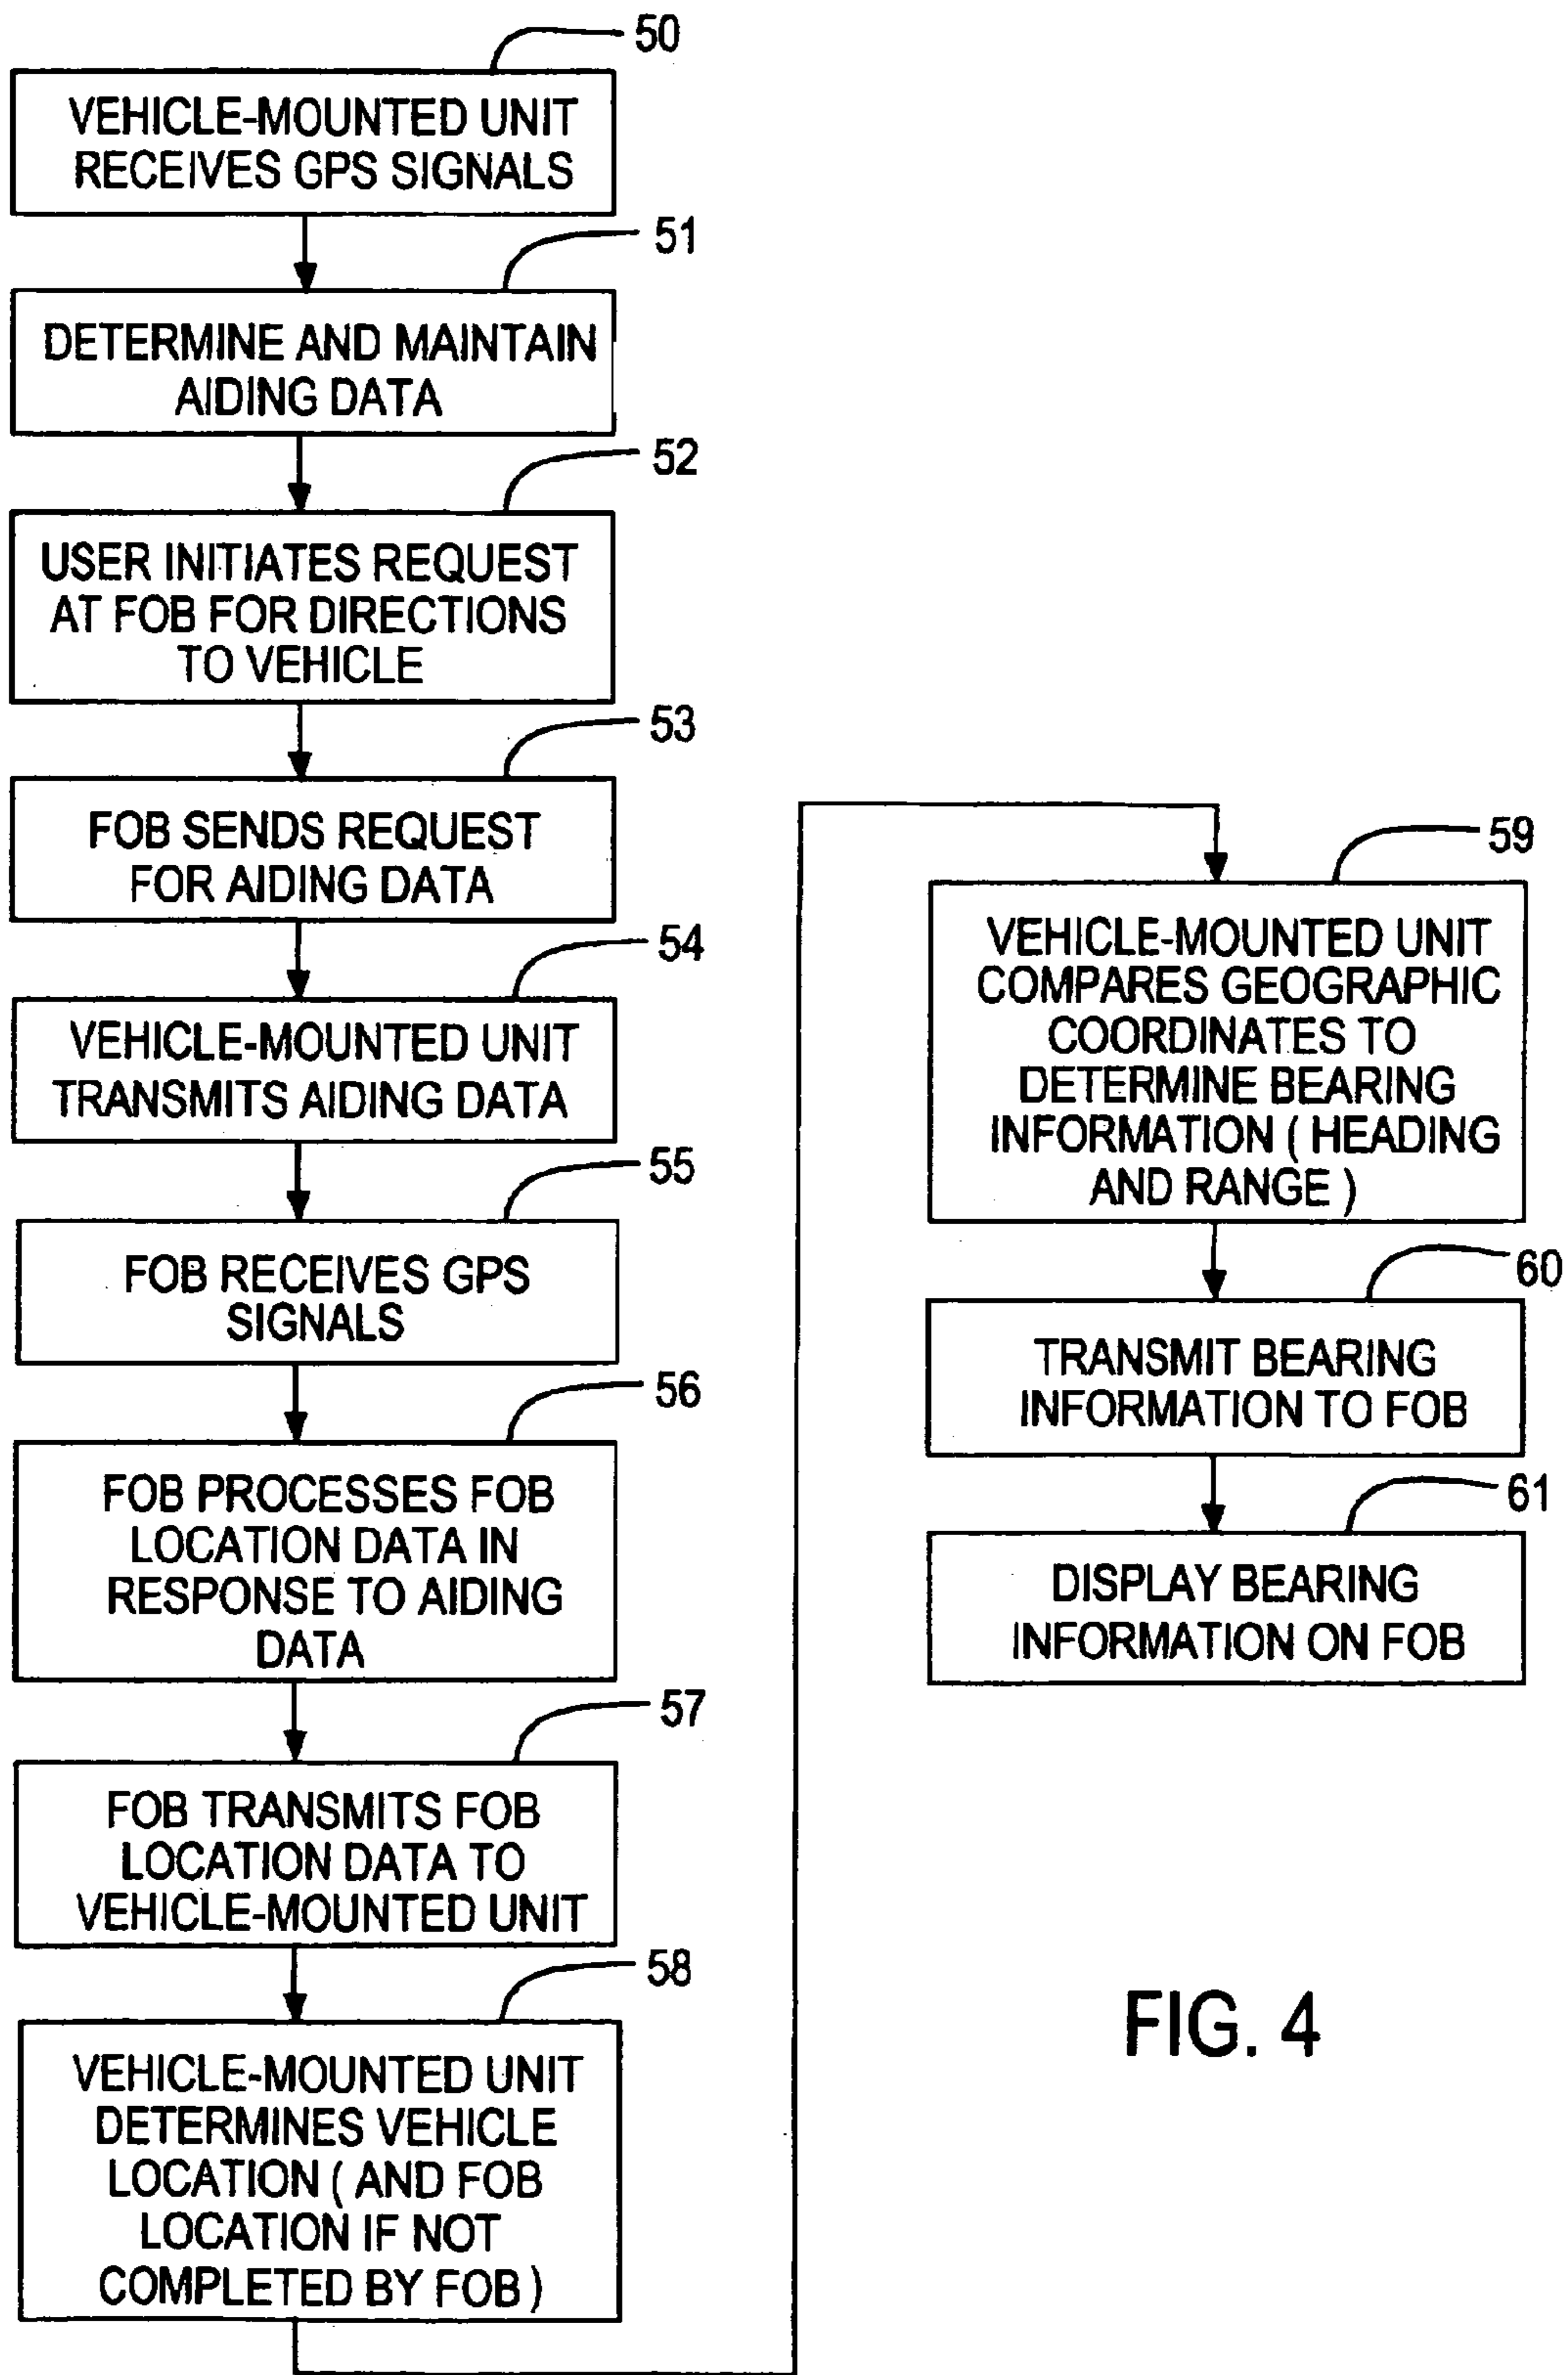 50
VEHICLE-MOUNTED UNIT
RECEIVES GPS SIGNALS
51
DETERMINE AND MAINTAIN
AIDING DATA
52
USER INITIATES REQUEST
AT FOB FOR DIRECTIONS
TO VEHICLE
53
FOB SENDS REQUEST
FOR AIDING DATA
54
VEHICLE-MOUNTED UNIT
TRANSMITS AIDING DATA
55
FOB RECEIVES GPS
SIGNALS
56
FOB PROCESSES FOB
LOCATION DATA IN
RESPONSE TO AIDING
DATA
57
FOB TRANSMITS FOB
LOCATION DATA TO
VEHICLE-MOUNTED UNIT
58
VEHICLE-MOUNTED UNIT
DETERMINES VEHICLE
LOCATION ( AND FOB
LOCATION IF NOT
COMPLETED BY FOB )
59
VEHICLE-MOUNTED UNIT
COMPARES GEOGRAPHIC
COORDINATES TO
DETERMINE BEARING
INFORMATION ( HEADING
AND RANGE )
60
TRANSMIT BEARING
INFORMATION TO FOB
61
DISPLAY BEARING
INFORMATION ON FOB
FIG. 4